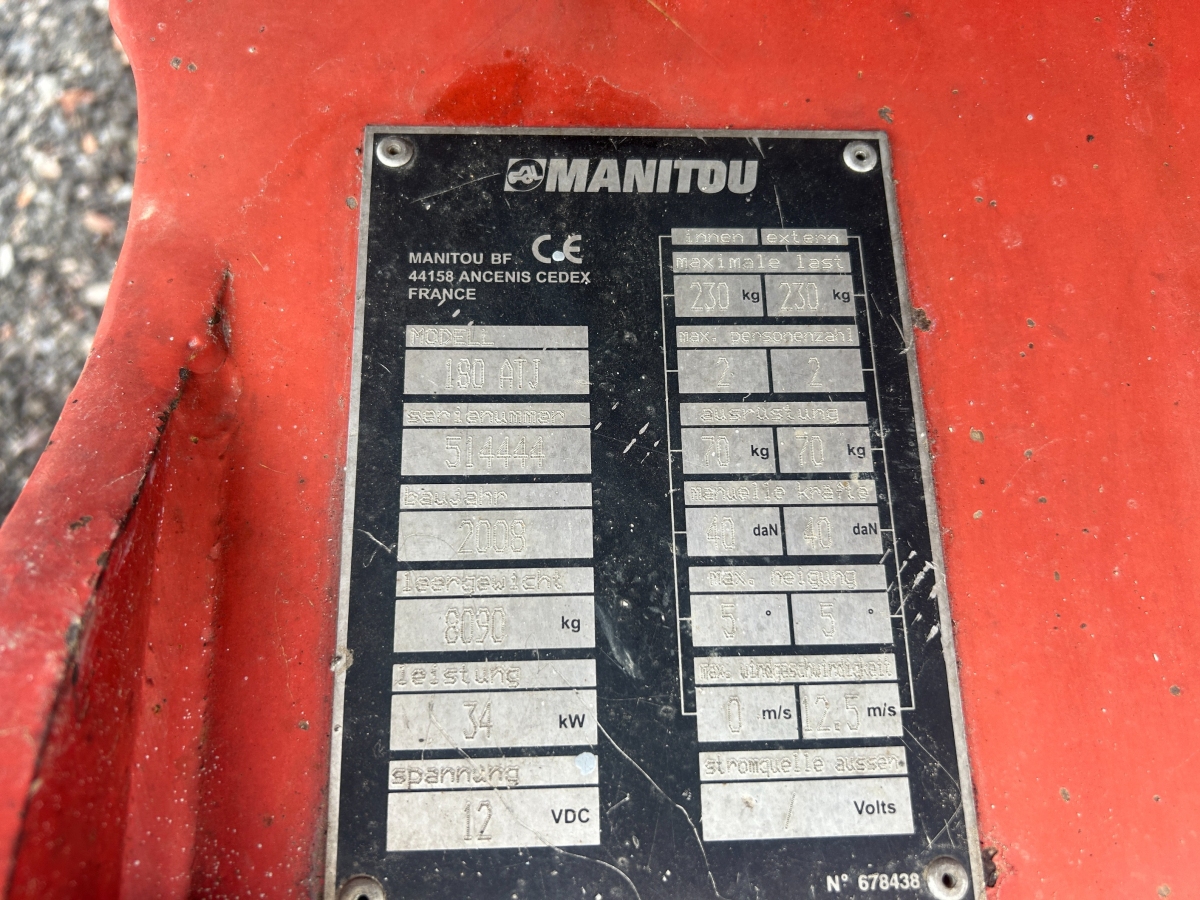 MANITOU
MANITOU BF CE
44158 ANCENIS CEDEX
FRANCE
MODELL
180 ATJ
serienummer
514444
baujahr
2008
leergewicht
8090 kg
leistung
34 kW
spannung
12 VDC
innen extern
maximale last
230 kg 230 kg
max. personenzahl
2 2
ausrüstung
70 kg 70 kg
manuelle kräfte
40 daN 40 daN
max. neigung
5 ° 5 °
max. windgeschwindigkeit
0 m/s 12.5 m/s
stromquelle aussen
/ Volts
N° 678438